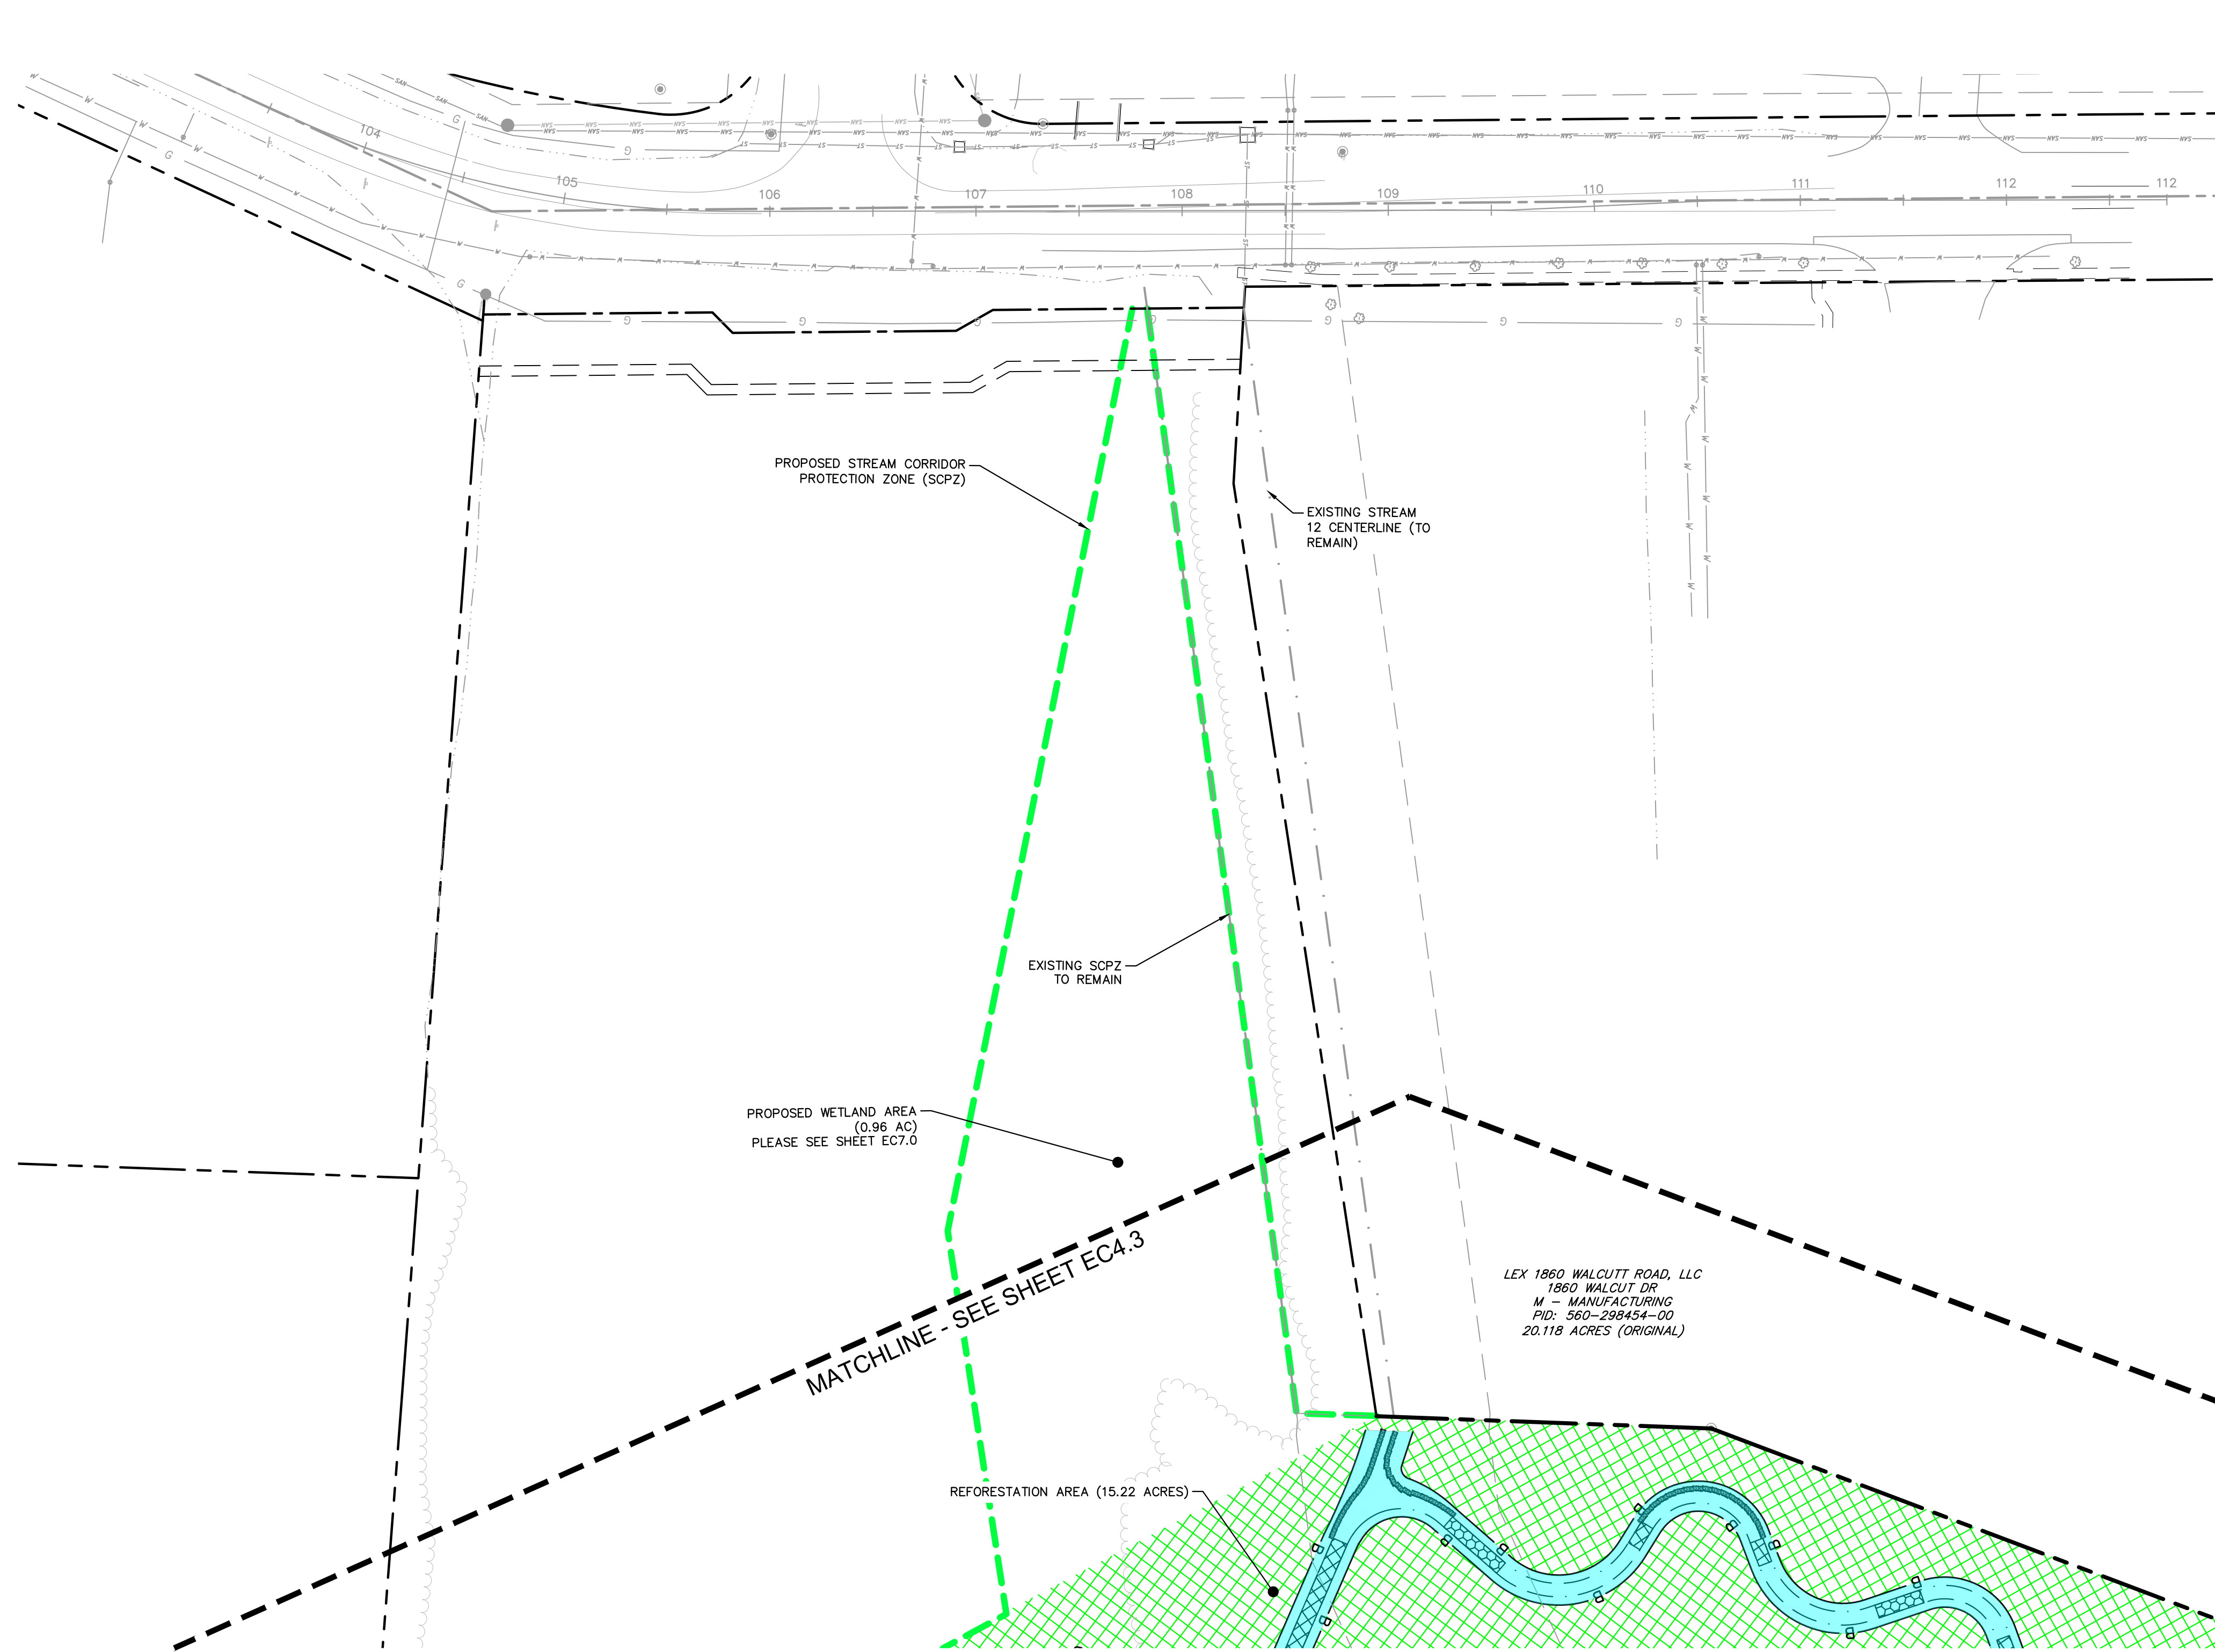 104
105
106
107
108
109
110
111
112
112
PROPOSED STREAM CORRIDOR
PROTECTION ZONE (SCPZ)
EXISTING STREAM
12 CENTERLINE (TO
REMAIN)
EXISTING SCPZ
TO REMAIN
PROPOSED WETLAND AREA
(0.96 AC)
PLEASE SEE SHEET EC7.0
MATCHLINE - SEE SHEET EC4.3
LEX 1860 WALCUTT ROAD, LLC
1860 WALCUT DR
M - MANUFACTURING
PID: 560-298454-00
20.118 ACRES (ORIGINAL)
REFORESTATION AREA (15.22 ACRES)